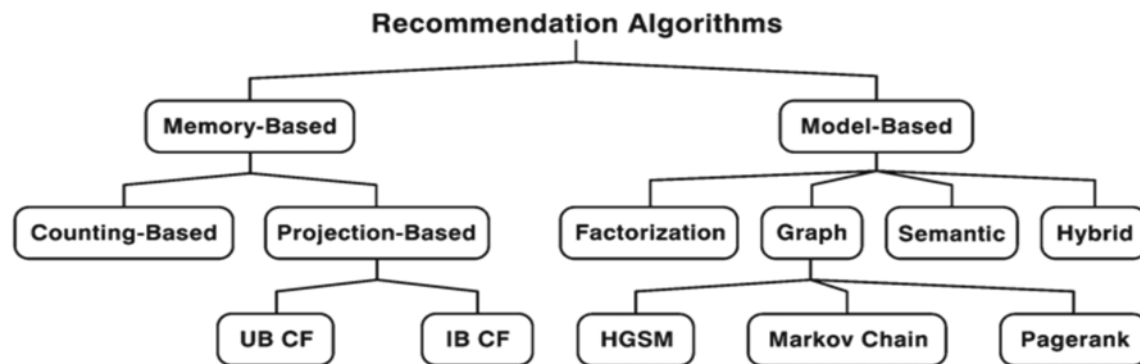 Recommendation Algorithms
Memory-Based
Model-Based
Counting-Based
Projection-Based
Factorization
Graph
Semantic
Hybrid
UB CF
IB CF
HGSM
Markov Chain
Pagerank